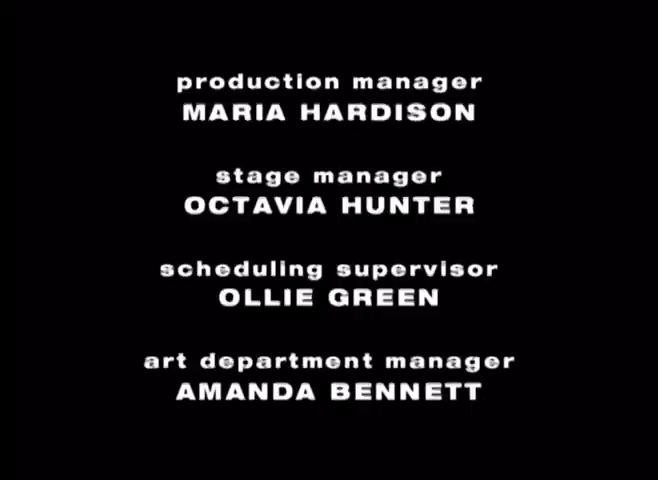 production manager
MARIA HARDISON
stage manager
OCTAVIA HUNTER
scheduling supervisor
OLLIE GREEN
art department manager
AMANDA BENNETT